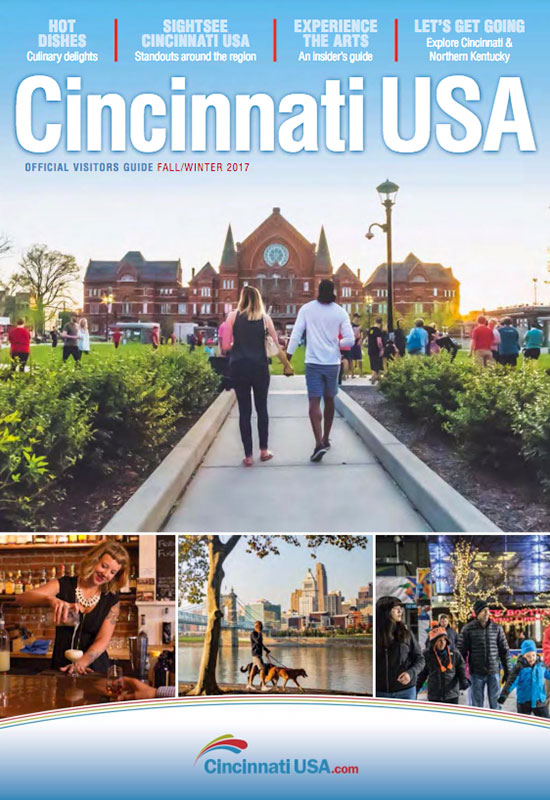 HOT
DISHES
Culinary delights
SIGHTSEE
CINCINNATI USA
Standouts around the region
EXPERIENCE
THE ARTS
An insider's guide
LET'S GET GOING
Explore Cincinnati &
Northern Kentucky
Cincinnati USA
OFFICIAL VISITORS GUIDE FALL/WINTER 2017
CincinnatiUSA.com